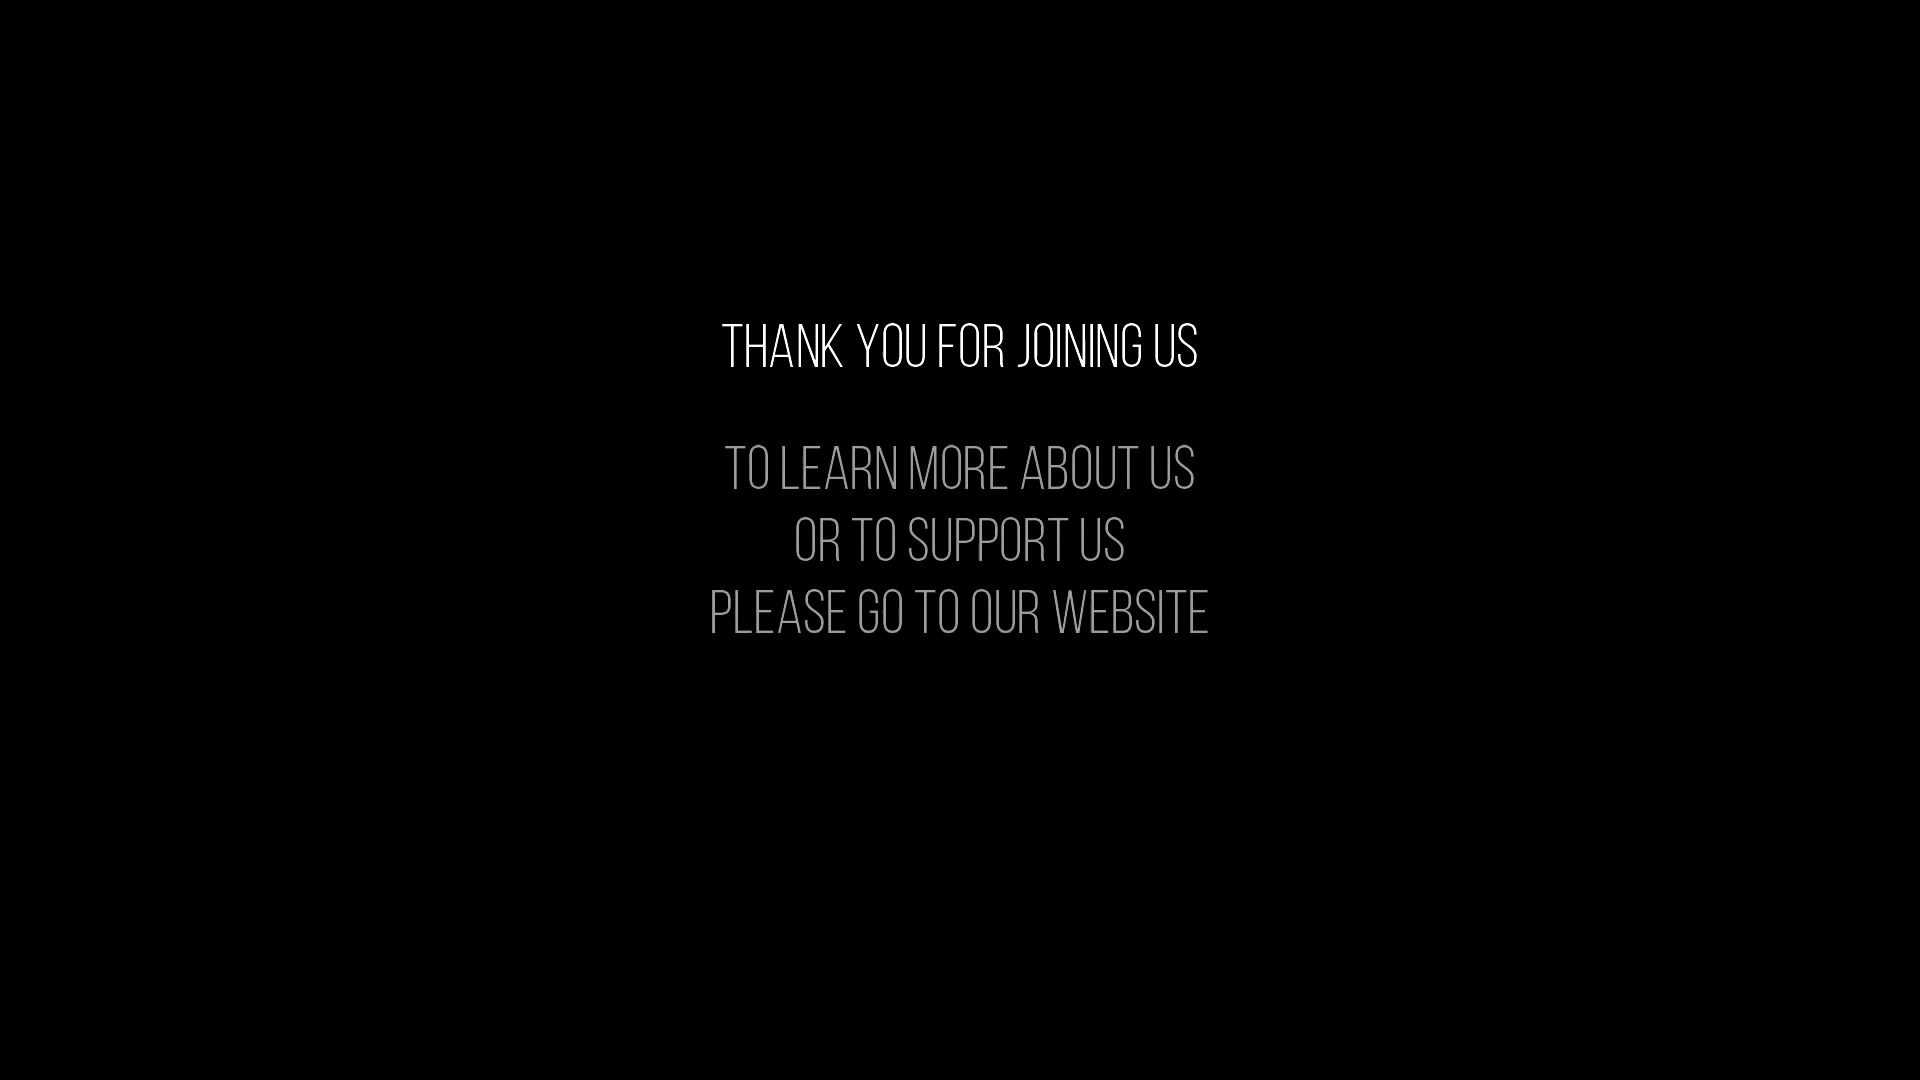 THANK YOU FOR JOINING US
TO LEARN MORE ABOUT US
OR TO SUPPORT US
PLEASE GO TO OUR WEBSITE